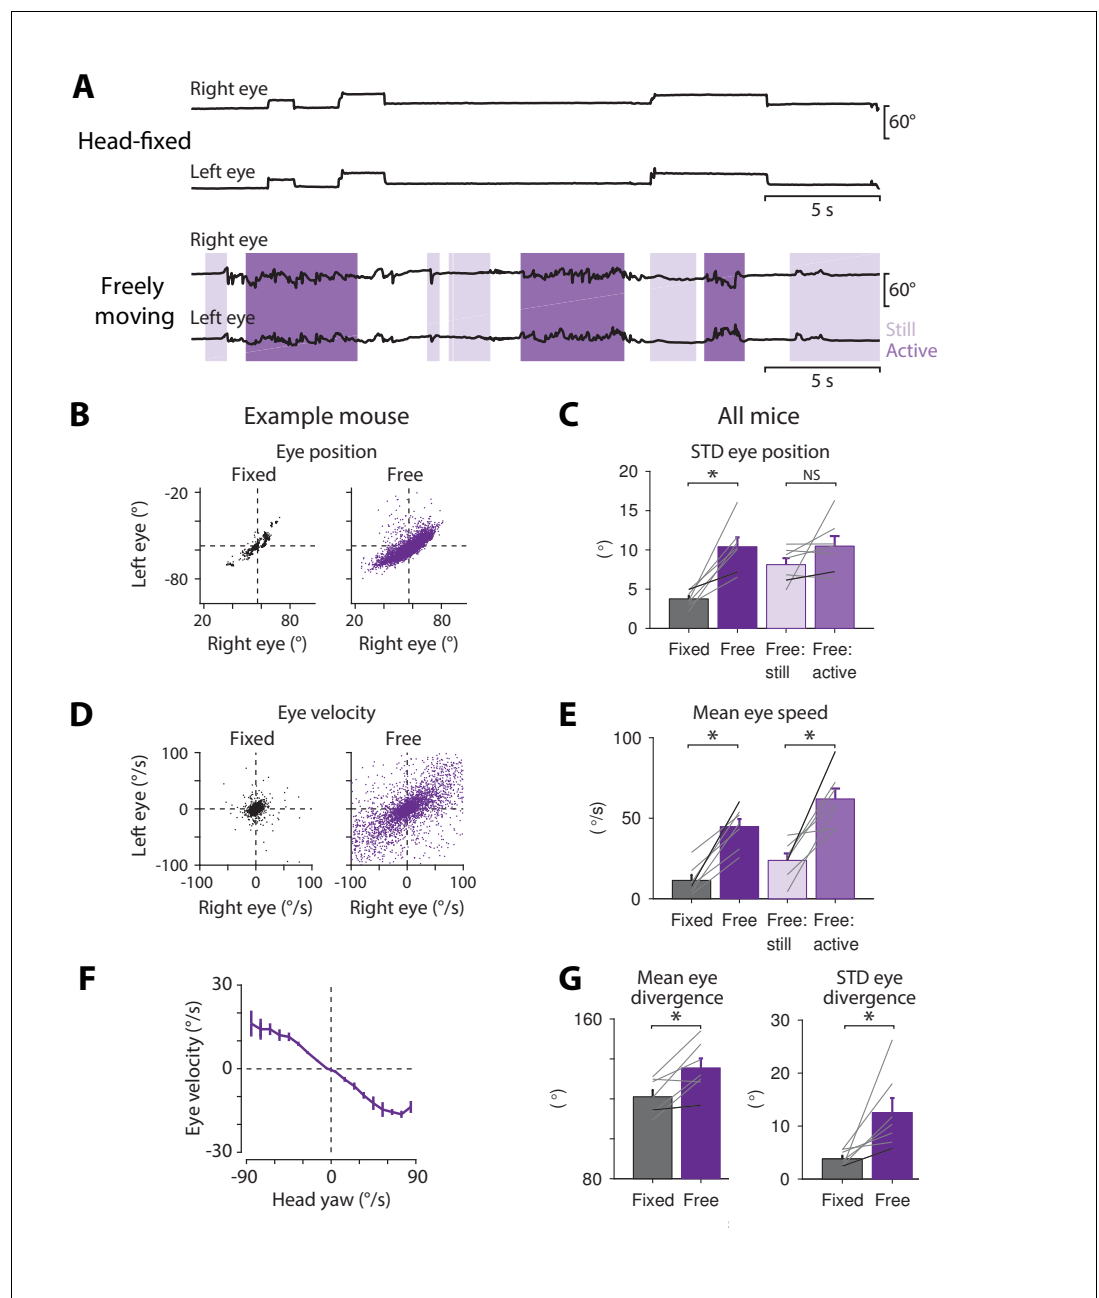 A
Right eye
60°
Head-fixed
Left eye
5 s
Right eye
Freely
moving
60°
Left eye
Still
Active
5 s
B
Example mouse
Eye position
Fixed
Free
Left eye (°)
-20
-80
20
80
20
80
Right eye (°)
Right eye (°)
C
All mice
STD eye position
*
NS
(°)
20
15
10
5
0
Fixed
Free
Free:
still
Free:
active
D
Eye velocity
Fixed
Free
Left eye (°/s)
100
0
-100
-100
0
100
-100
0
100
Right eye (°/s)
Right eye (°/s)
E
Mean eye speed
*
*
(°/s)
100
50
0
Fixed
Free
Free:
still
Free:
active
F
Eye velocity (°/s)
30
0
-30
-90
0
90
Head yaw (°/s)
G
Mean eye
divergence
*
(°)
160
80
Fixed
Free
STD eye
divergence
*
(°)
30
20
10
0
Fixed
Free